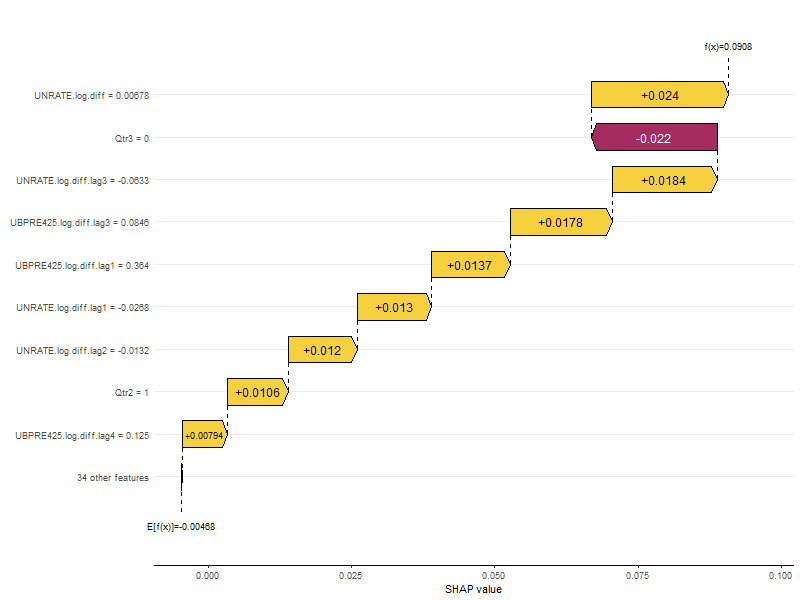 f(x)=0.0908
UNRATE.log.diff = 0.00678
+0.024
Qtr3 = 0
-0.022
UNRATE.log.diff.lag3 = -0.0633
+0.0184
UBPRE425.log.diff.lag3 = 0.0846
+0.0178
UBPRE425.log.diff.lag1 = 0.364
+0.0137
UNRATE.log.diff.lag1 = -0.0268
+0.013
UNRATE.log.diff.lag2 = -0.0132
+0.012
Qtr2 = 1
+0.0106
UBPRE425.log.diff.lag4 = 0.125
+0.00794
34 other features
E[f(x)]=-0.00468
0.000 0.025 0.050 0.075 0.100
SHAP value